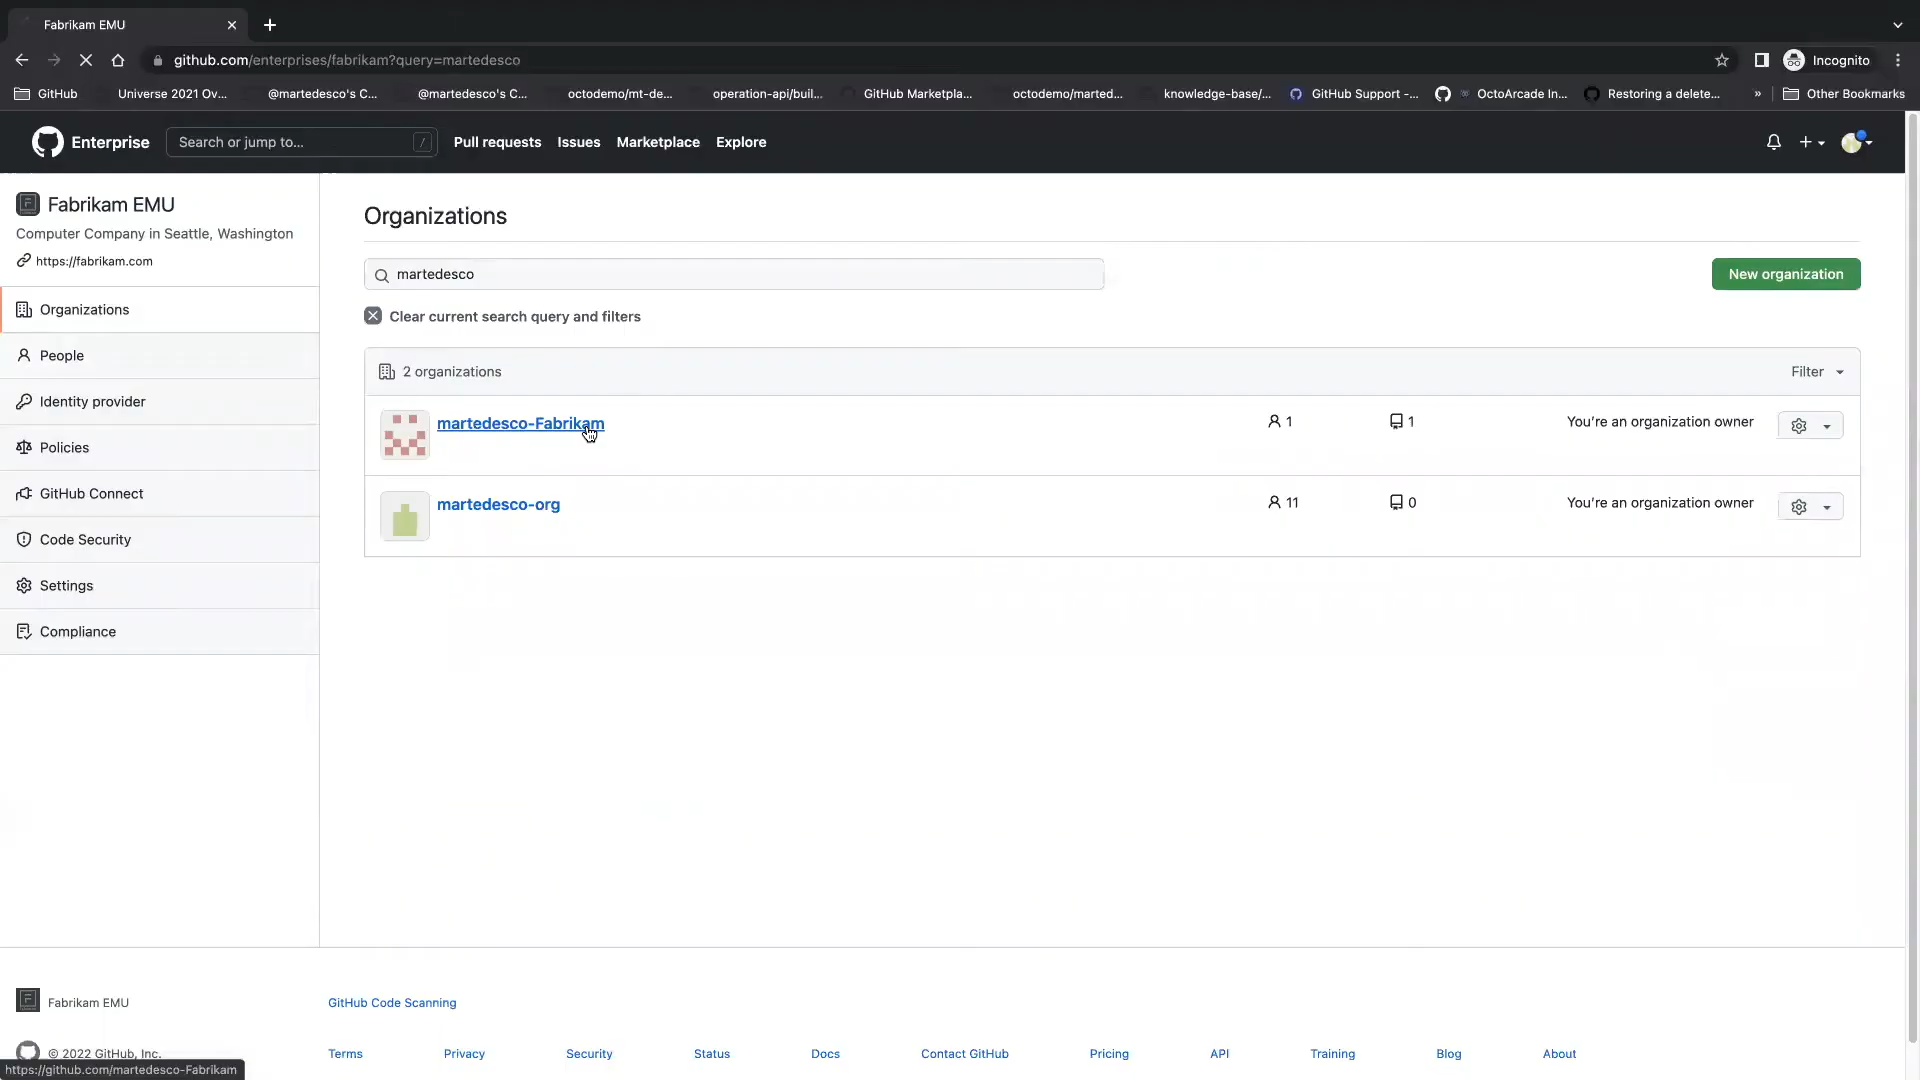 Fabrikam EMU
github.com/enterprises/fabrikam?query=martedesco
Incognito
GitHub
Universe 2021 Ov...
@martedesco's C...
@martedesco's C...
octodemo/mt-de...
operation-api/buil...
GitHub Marketpla...
octodemo/marted...
knowledge-base/...
GitHub Support -...
OctoArcade In...
Restoring a delete...
»
Other Bookmarks
Enterprise
Search or jump to...
/
Pull requests
Issues
Marketplace
Explore
Fabrikam EMU
Computer Company in Seattle, Washington
https://fabrikam.com
Organizations
People
Identity provider
Policies
GitHub Connect
Code Security
Settings
Compliance
Organizations
martedesco
New organization
Clear current search query and filters
2 organizations
Filter
martedesco-Fabrikam
1
1
You're an organization owner
martedesco-org
11
0
You're an organization owner
Fabrikam EMU
GitHub Code Scanning
© 2022 GitHub, Inc.
Terms
Privacy
Security
Status
Docs
Contact GitHub
Pricing
API
Training
Blog
About
https://github.com/martedesco-Fabrikam